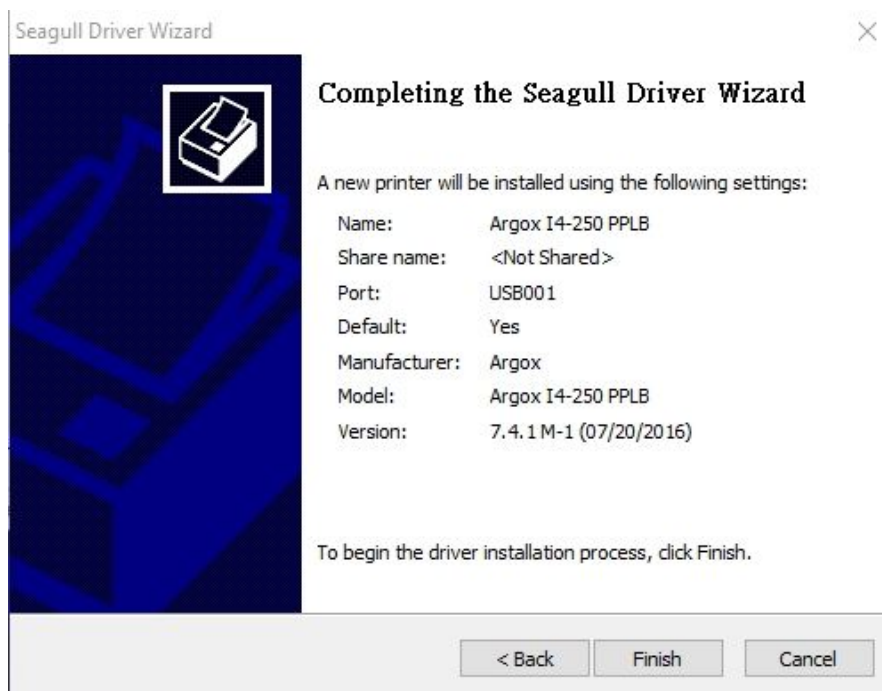 Seagull Driver Wizard
Completing the Seagull Driver Wizard
A new printer will be installed using the following settings:
Name: Argox I4-250 PPLB
Share name: <Not Shared>
Port: USB001
Default: Yes
Manufacturer: Argox
Model: Argox I4-250 PPLB
Version: 7.4.1 M-1 (07/20/2016)
To begin the driver installation process, click Finish.
< Back Finish Cancel